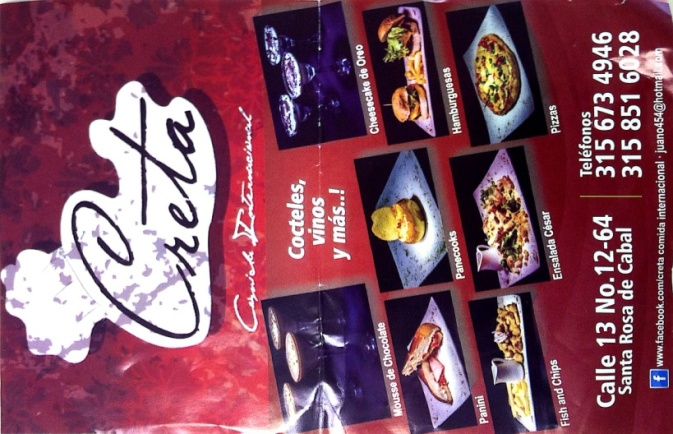 Creta
Comida Internacional
Cocteles,
vinos
y más..!
Cheesecake de Oreo
Hamburguesas
Pizzas
Mousse de Chocolate
Panecooks
Ensalada César
Panini
Fish and Chips
Calle 13 No.12-64
Santa Rosa de Cabal
Teléfonos
315 673 4946
315 851 6028
f www.facebook.com/creta comida internacional · juano454@hotmail.com